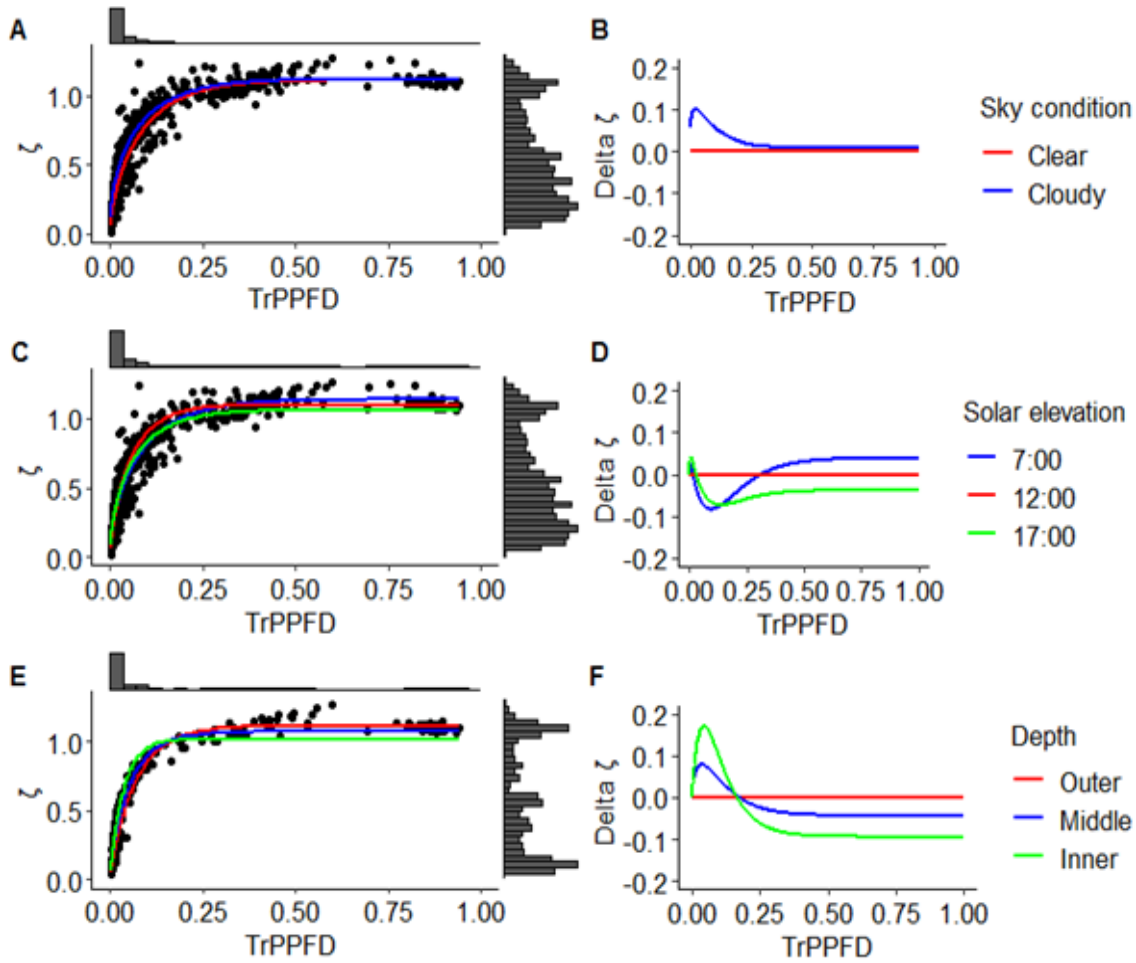 A
1.0
0.5
0.0
ζ
0.00 0.25 0.50 0.75 1.00
TrPPFD
B
0.2
0.1
0.0
-0.1
-0.2
Delta ζ
0.00 0.25 0.50 0.75 1.00
TrPPFD
Sky condition
Clear
Cloudy
C
1.0
0.5
0.0
ζ
0.00 0.25 0.50 0.75 1.00
TrPPFD
D
0.2
0.1
0.0
-0.1
-0.2
Delta ζ
0.00 0.25 0.50 0.75 1.00
TrPPFD
Solar elevation
7:00
12:00
17:00
E
1.0
0.5
0.0
ζ
0.00 0.25 0.50 0.75 1.00
TrPPFD
F
0.2
0.1
0.0
-0.1
-0.2
Delta ζ
0.00 0.25 0.50 0.75 1.00
TrPPFD
Depth
Outer
Middle
Inner